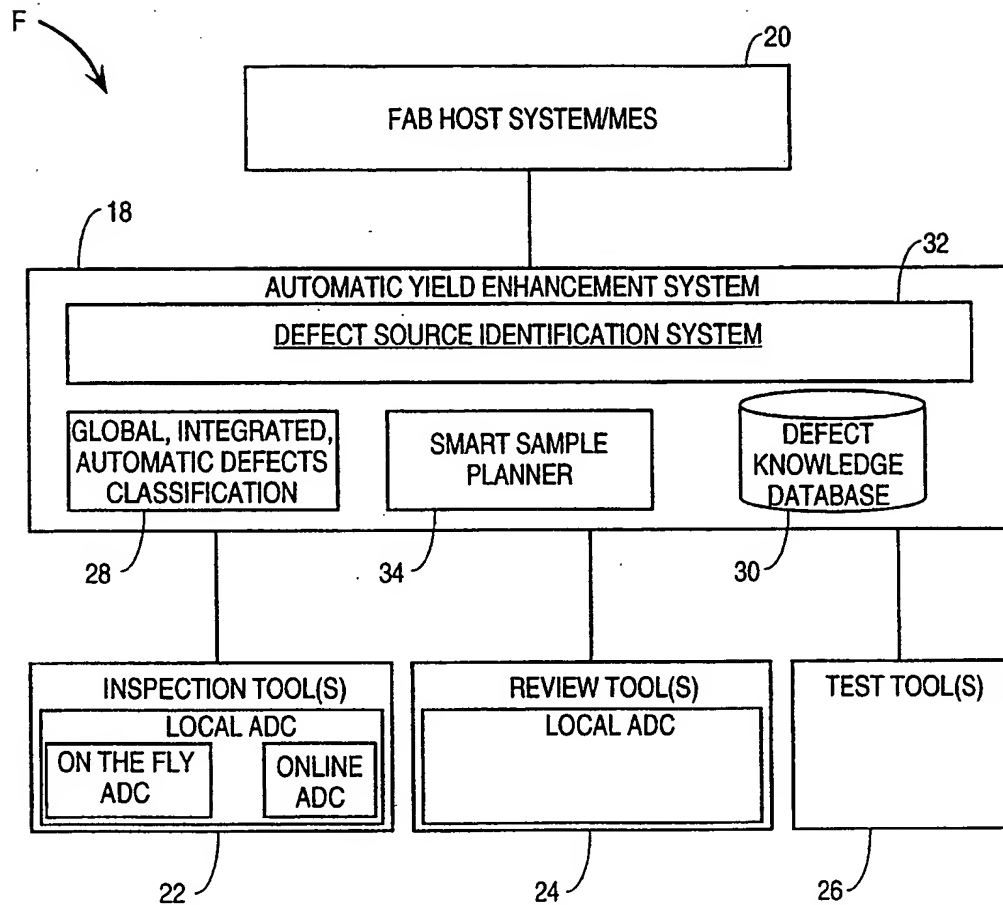 F
20
FAB HOST SYSTEM/MES
18
32
AUTOMATIC YIELD ENHANCEMENT SYSTEM
DEFECT SOURCE IDENTIFICATION SYSTEM
GLOBAL, INTEGRATED,
AUTOMATIC DEFECTS
CLASSIFICATION
SMART SAMPLE
PLANNER
DEFECT
KNOWLEDGE
DATABASE
28
34
30
INSPECTION TOOL(S)
LOCAL ADC
ON THE FLY
ADC
ONLINE
ADC
REVIEW TOOL(S)
LOCAL ADC
TEST TOOL(S)
22
24
26